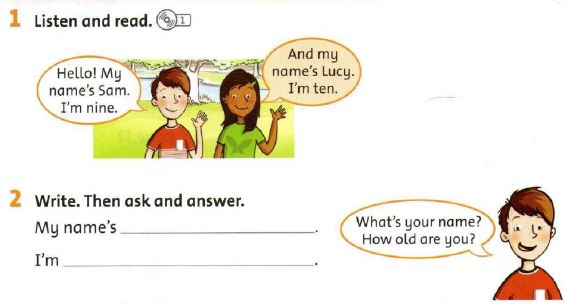 1 Listen and read. 1
Hello! My
name's Sam.
I'm nine.
And my
name's Lucy.
I'm ten.
2 Write. Then ask and answer.
My name's ____________________.
I'm ____________________.
What's your name?
How old are you?